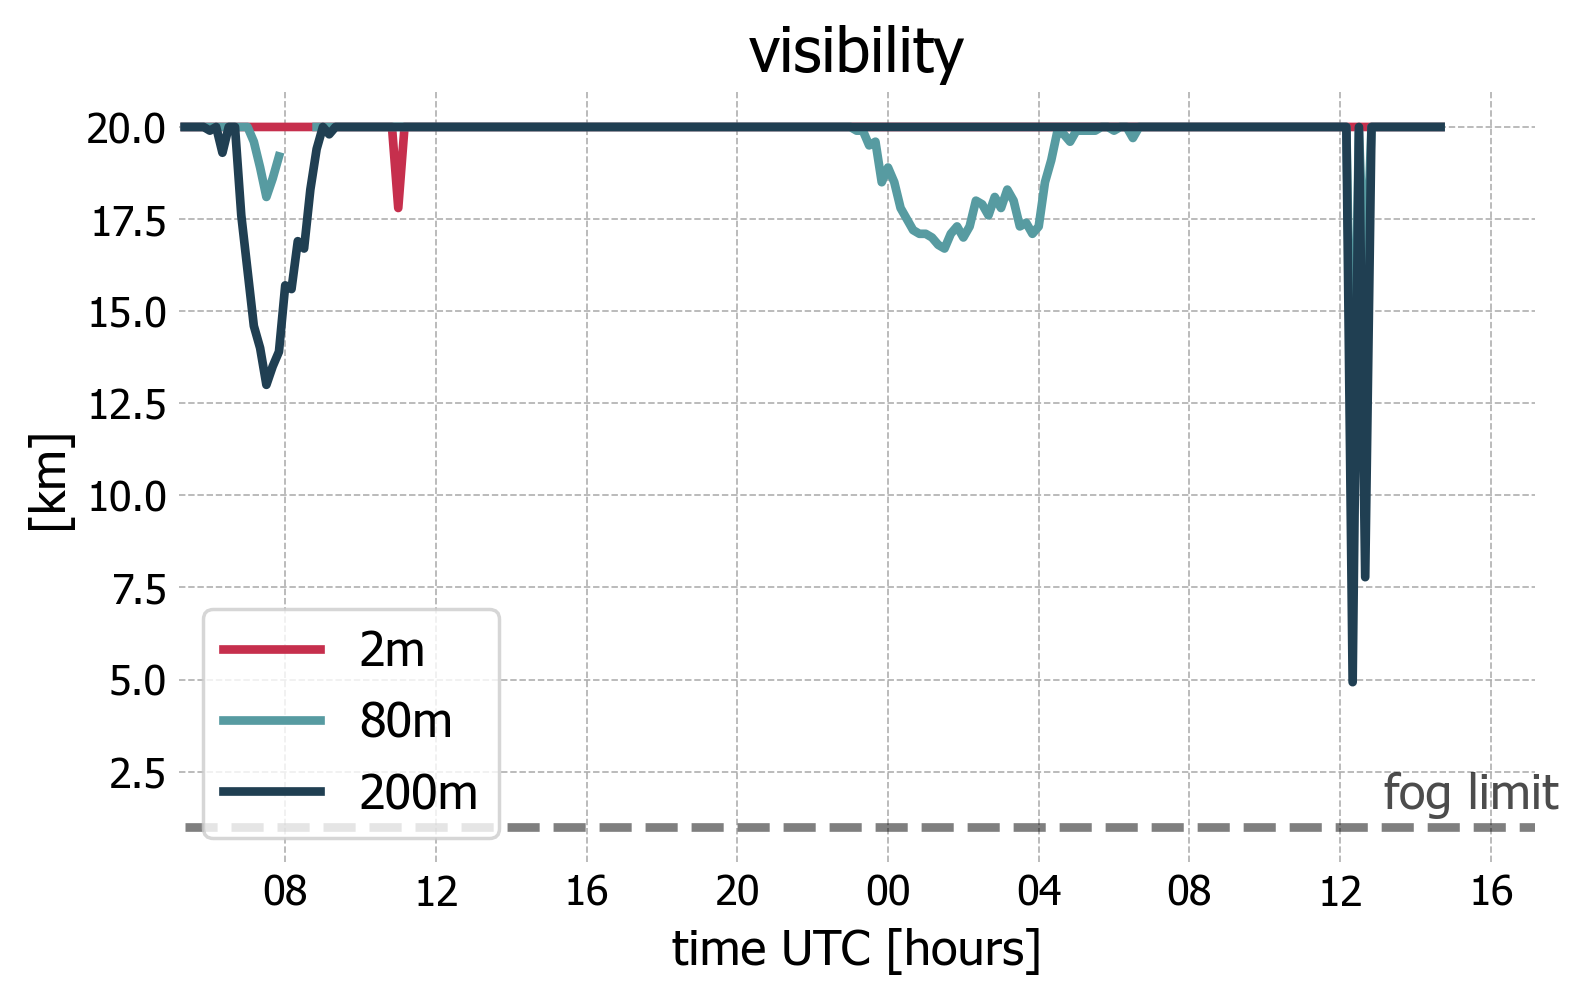 visibility
[km]
20.0
17.5
15.0
12.5
10.0
7.5
5.0
2.5
2m
80m
200m
fog limit
08 12 16 20 00 04 08 12 16
time UTC [hours]